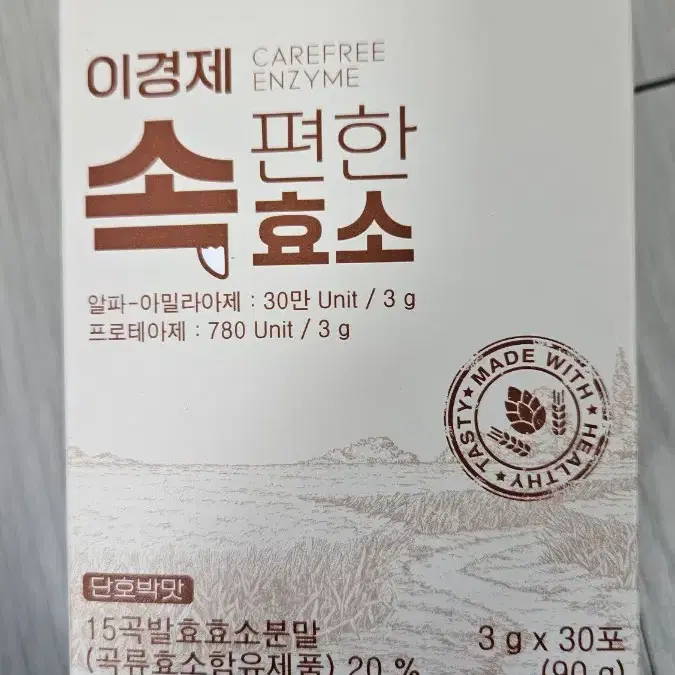 이경제
CAREFREE
ENZYME
속 편한
효소
알파-아밀라아제 : 30만 Unit / 3 g
프로테아제 : 780 Unit / 3 g
MADE WITH
★ HEALTHY ★ TASTY ★
단호박맛
15곡발효효소분말
(곡류효소함유제품) 20 %
3 g x 30포
(90 g)